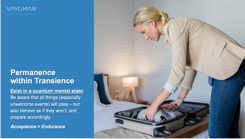 VAYOMAR
Permanence
within Transience
Exist in a quantum mental state
Be aware that all things (especially
unwelcome events) will pass – but
also behave as if they won't, and
prepare accordingly.
Acceptance > Endurance